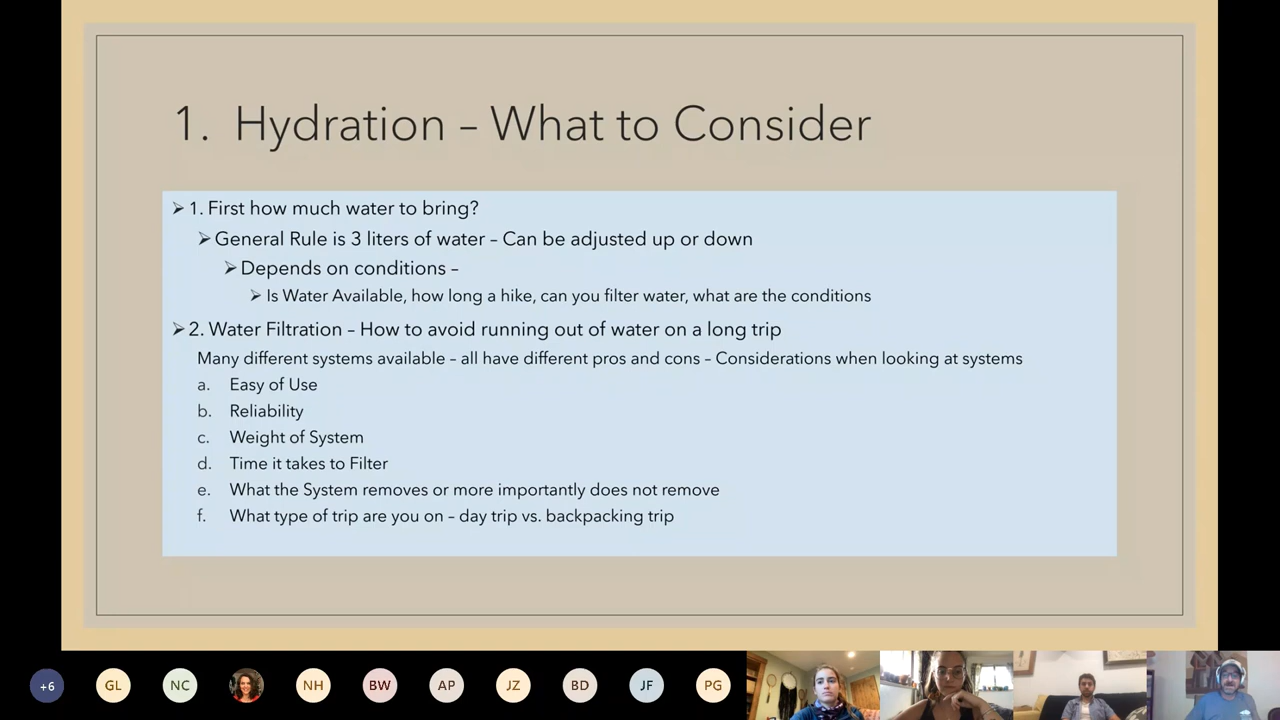 1. Hydration – What to Consider
➢ 1. First how much water to bring?
➢ General Rule is 3 liters of water – Can be adjusted up or down
➢ Depends on conditions –
➢ Is Water Available, how long a hike, can you filter water, what are the conditions
➢ 2. Water Filtration – How to avoid running out of water on a long trip
Many different systems available – all have different pros and cons – Considerations when looking at systems
a. Easy of Use
b. Reliability
c. Weight of System
d. Time it takes to Filter
e. What the System removes or more importantly does not remove
f. What type of trip are you on – day trip vs. backpacking trip
+6 GL NC NH BW AP JZ BD JF PG